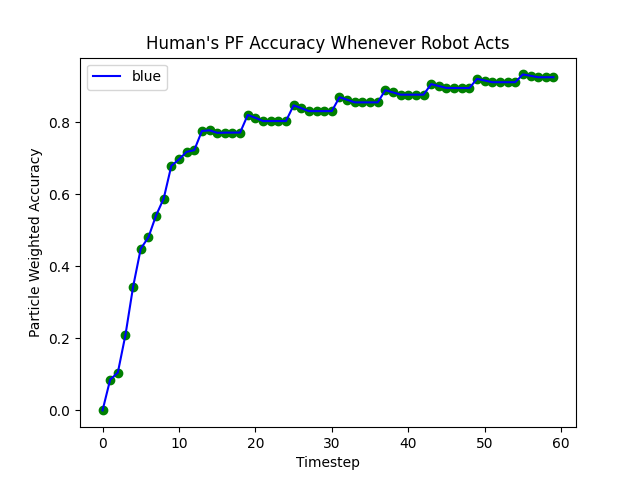 Human's PF Accuracy Whenever Robot Acts
blue
Particle Weighted Accuracy
0.8
0.6
0.4
0.2
0.0
0 10 20 30 40 50 60
Timestep